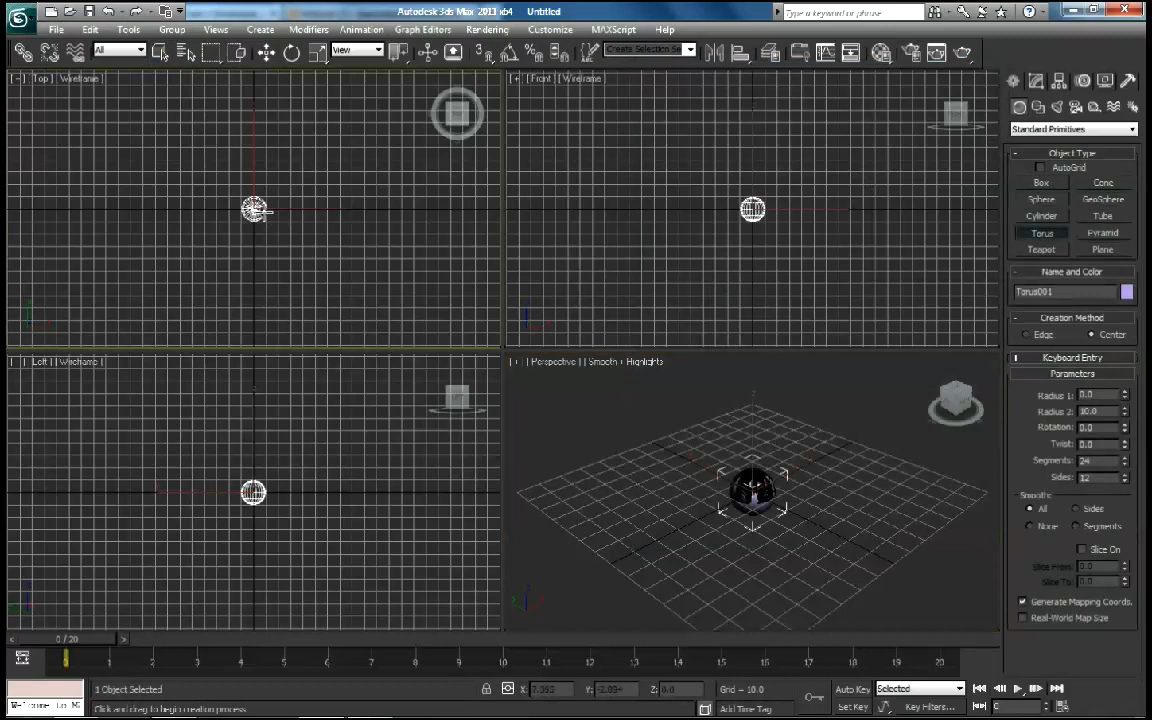 Autodesk 3ds Max 2011 x64 Untitled
Type a keyword or phrase
File Edit Tools Group Views Create Modifiers Animation Graph Editors Rendering Customize MAXScript Help
All
View
Create Selection Se
[ Top ] [ Wireframe ]
[ + ] [ Front ] [ Wireframe ]
Standard Primitives
Object Type
AutoGrid
Box Cone
Sphere GeoSphere
Cylinder Tube
Torus Pyramid
Teapot Plane
Name and Color
Torus001
Creation Method
Edge Center
Keyboard Entry
[ Left ] [ Wireframe ]
[ + ] [ Perspective ] [ Smooth + Highlights ]
Parameters
Radius 1: 0.0
Radius 2: 10.0
Rotation: 0.0
Twist: 0.0
Segments: 24
Sides: 12
Smooth:
All Sides
None Segments
Slice On
Slice From: 0.0
Slice To: 0.0
Generate Mapping Coords.
Real-World Map Size
0 / 20
0 1 2 3 4 5 6 7 8 9 10 11 12 13 14 15 16 17 18 19 20
1 Object Selected
X: Y: Z: 0.0
Grid = 10.0
Auto Key
Selected
Welcome to M
Click and drag to begin creation process
Add Time Tag
Set Key
Key Filters...
0